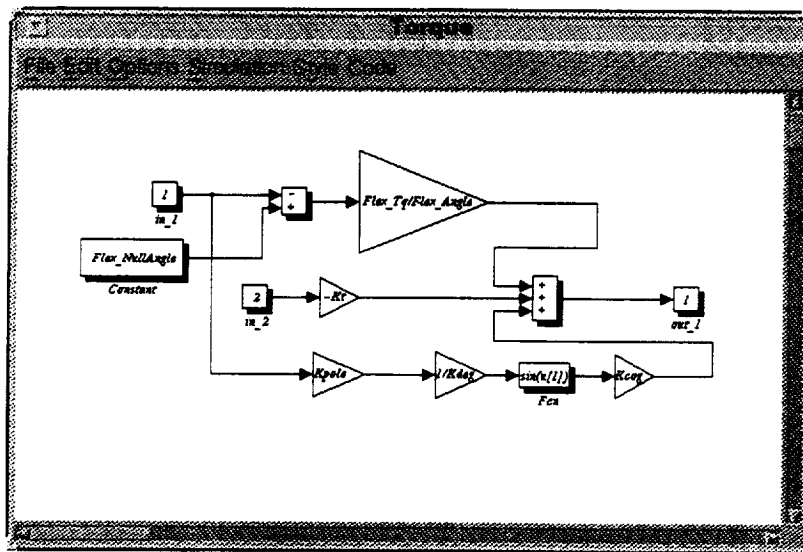 Torque
File Edit Options Simulation Style Code
1
in_1
-
+
Flex_Tq/Flex_Angle
Flex_NullAngle
Constant
2
in_2
-Kt
+
+
+
1
out_1
Kpole
1/Kdeg
sin(u[1])
Fcn
Kcog